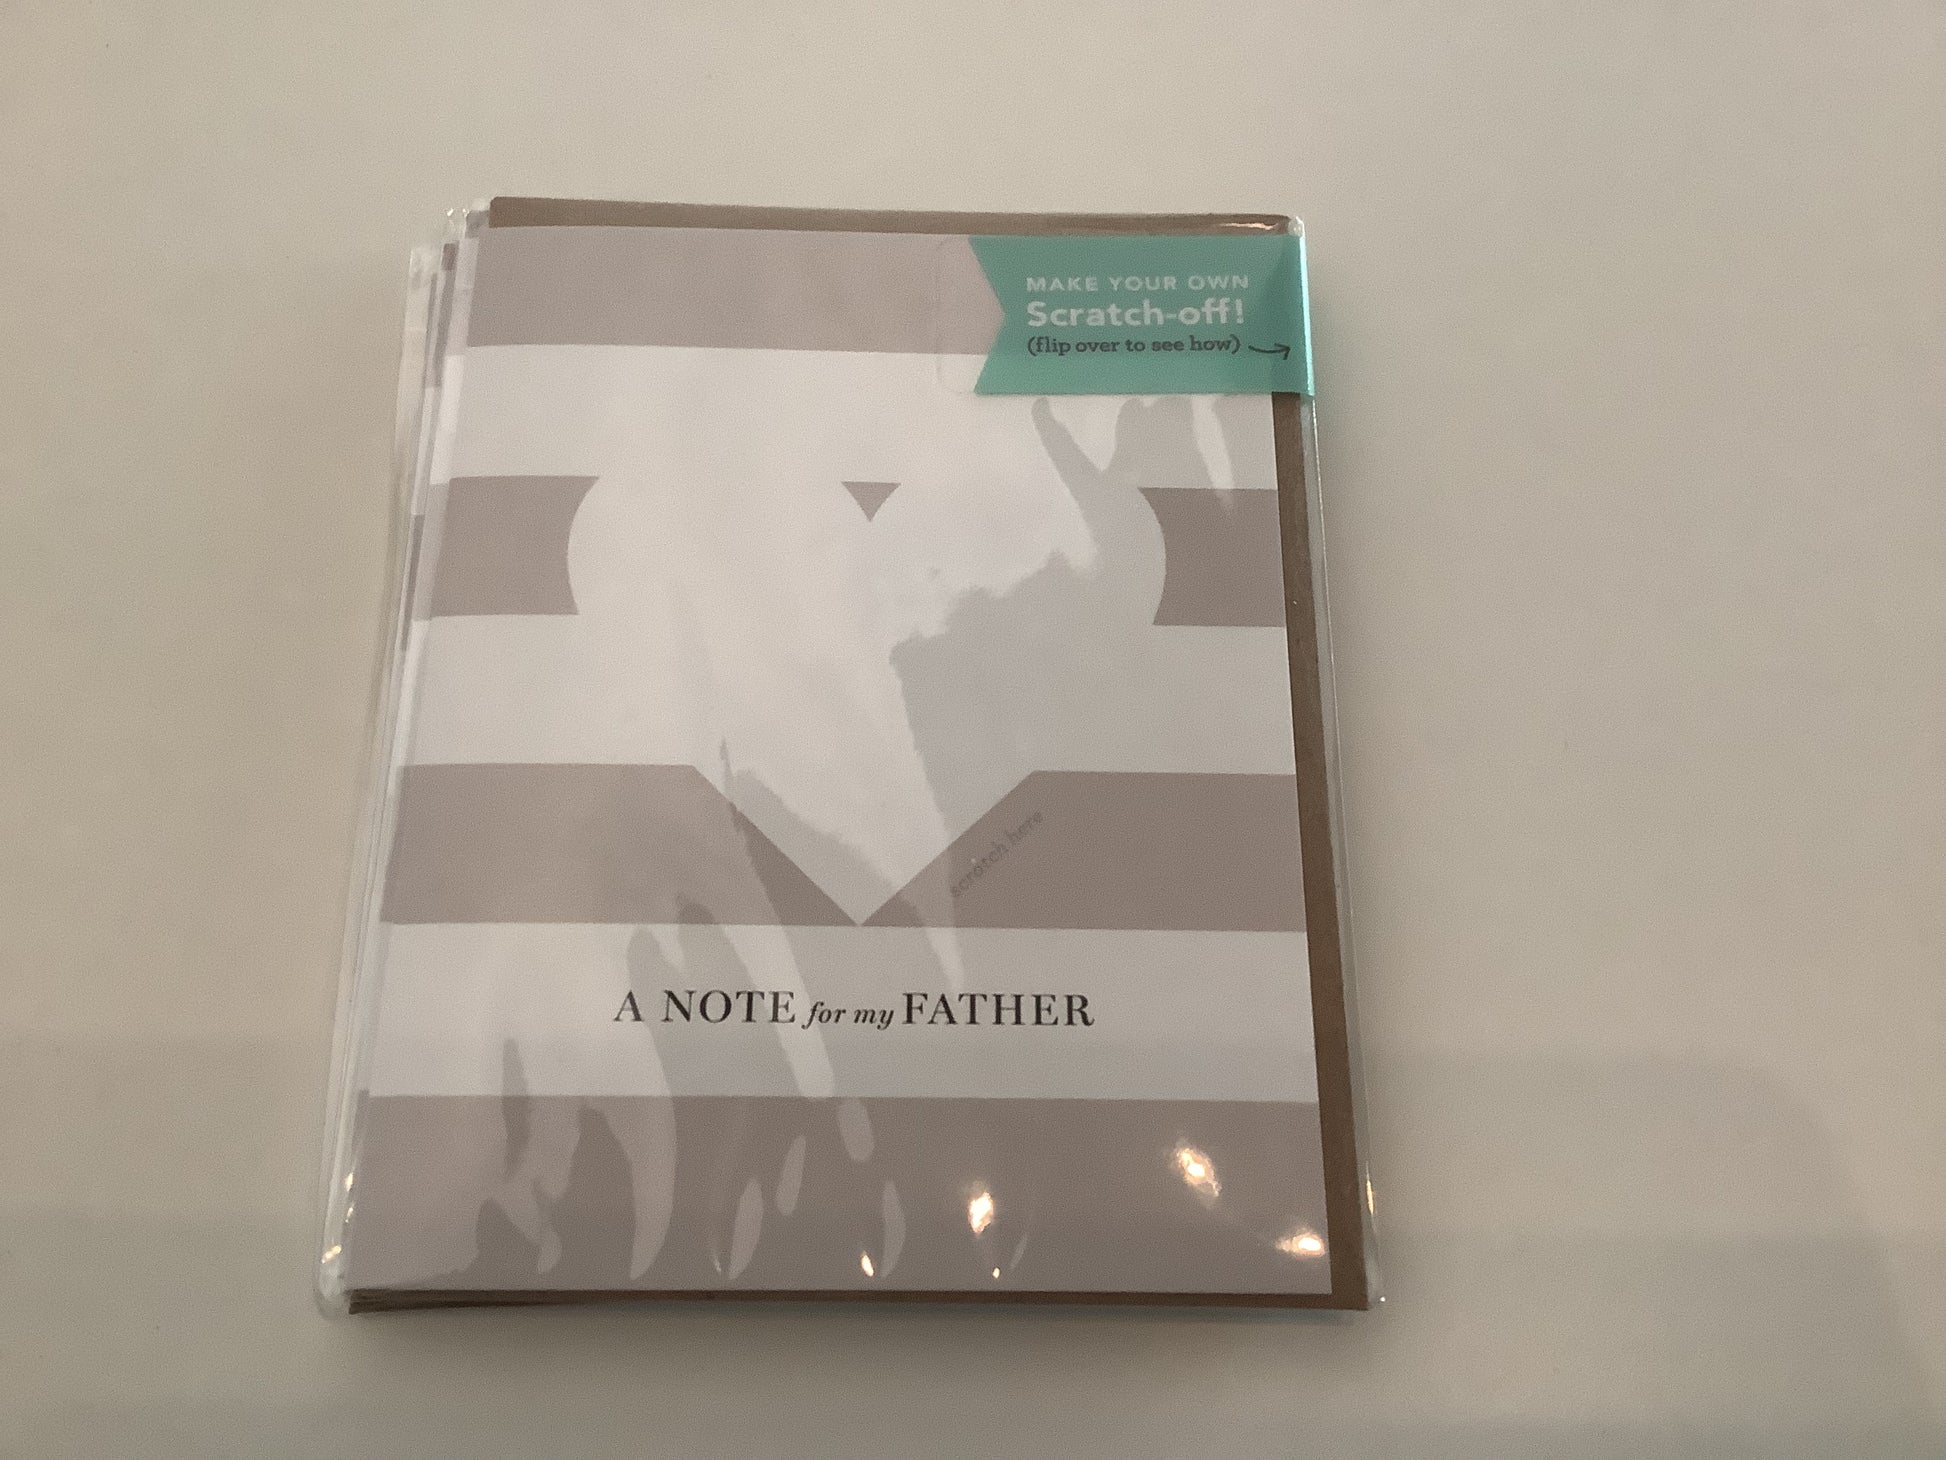 MAKE YOUR OWN
Scratch-off!
(flip over to see how)
scratch here
A NOTE for my FATHER